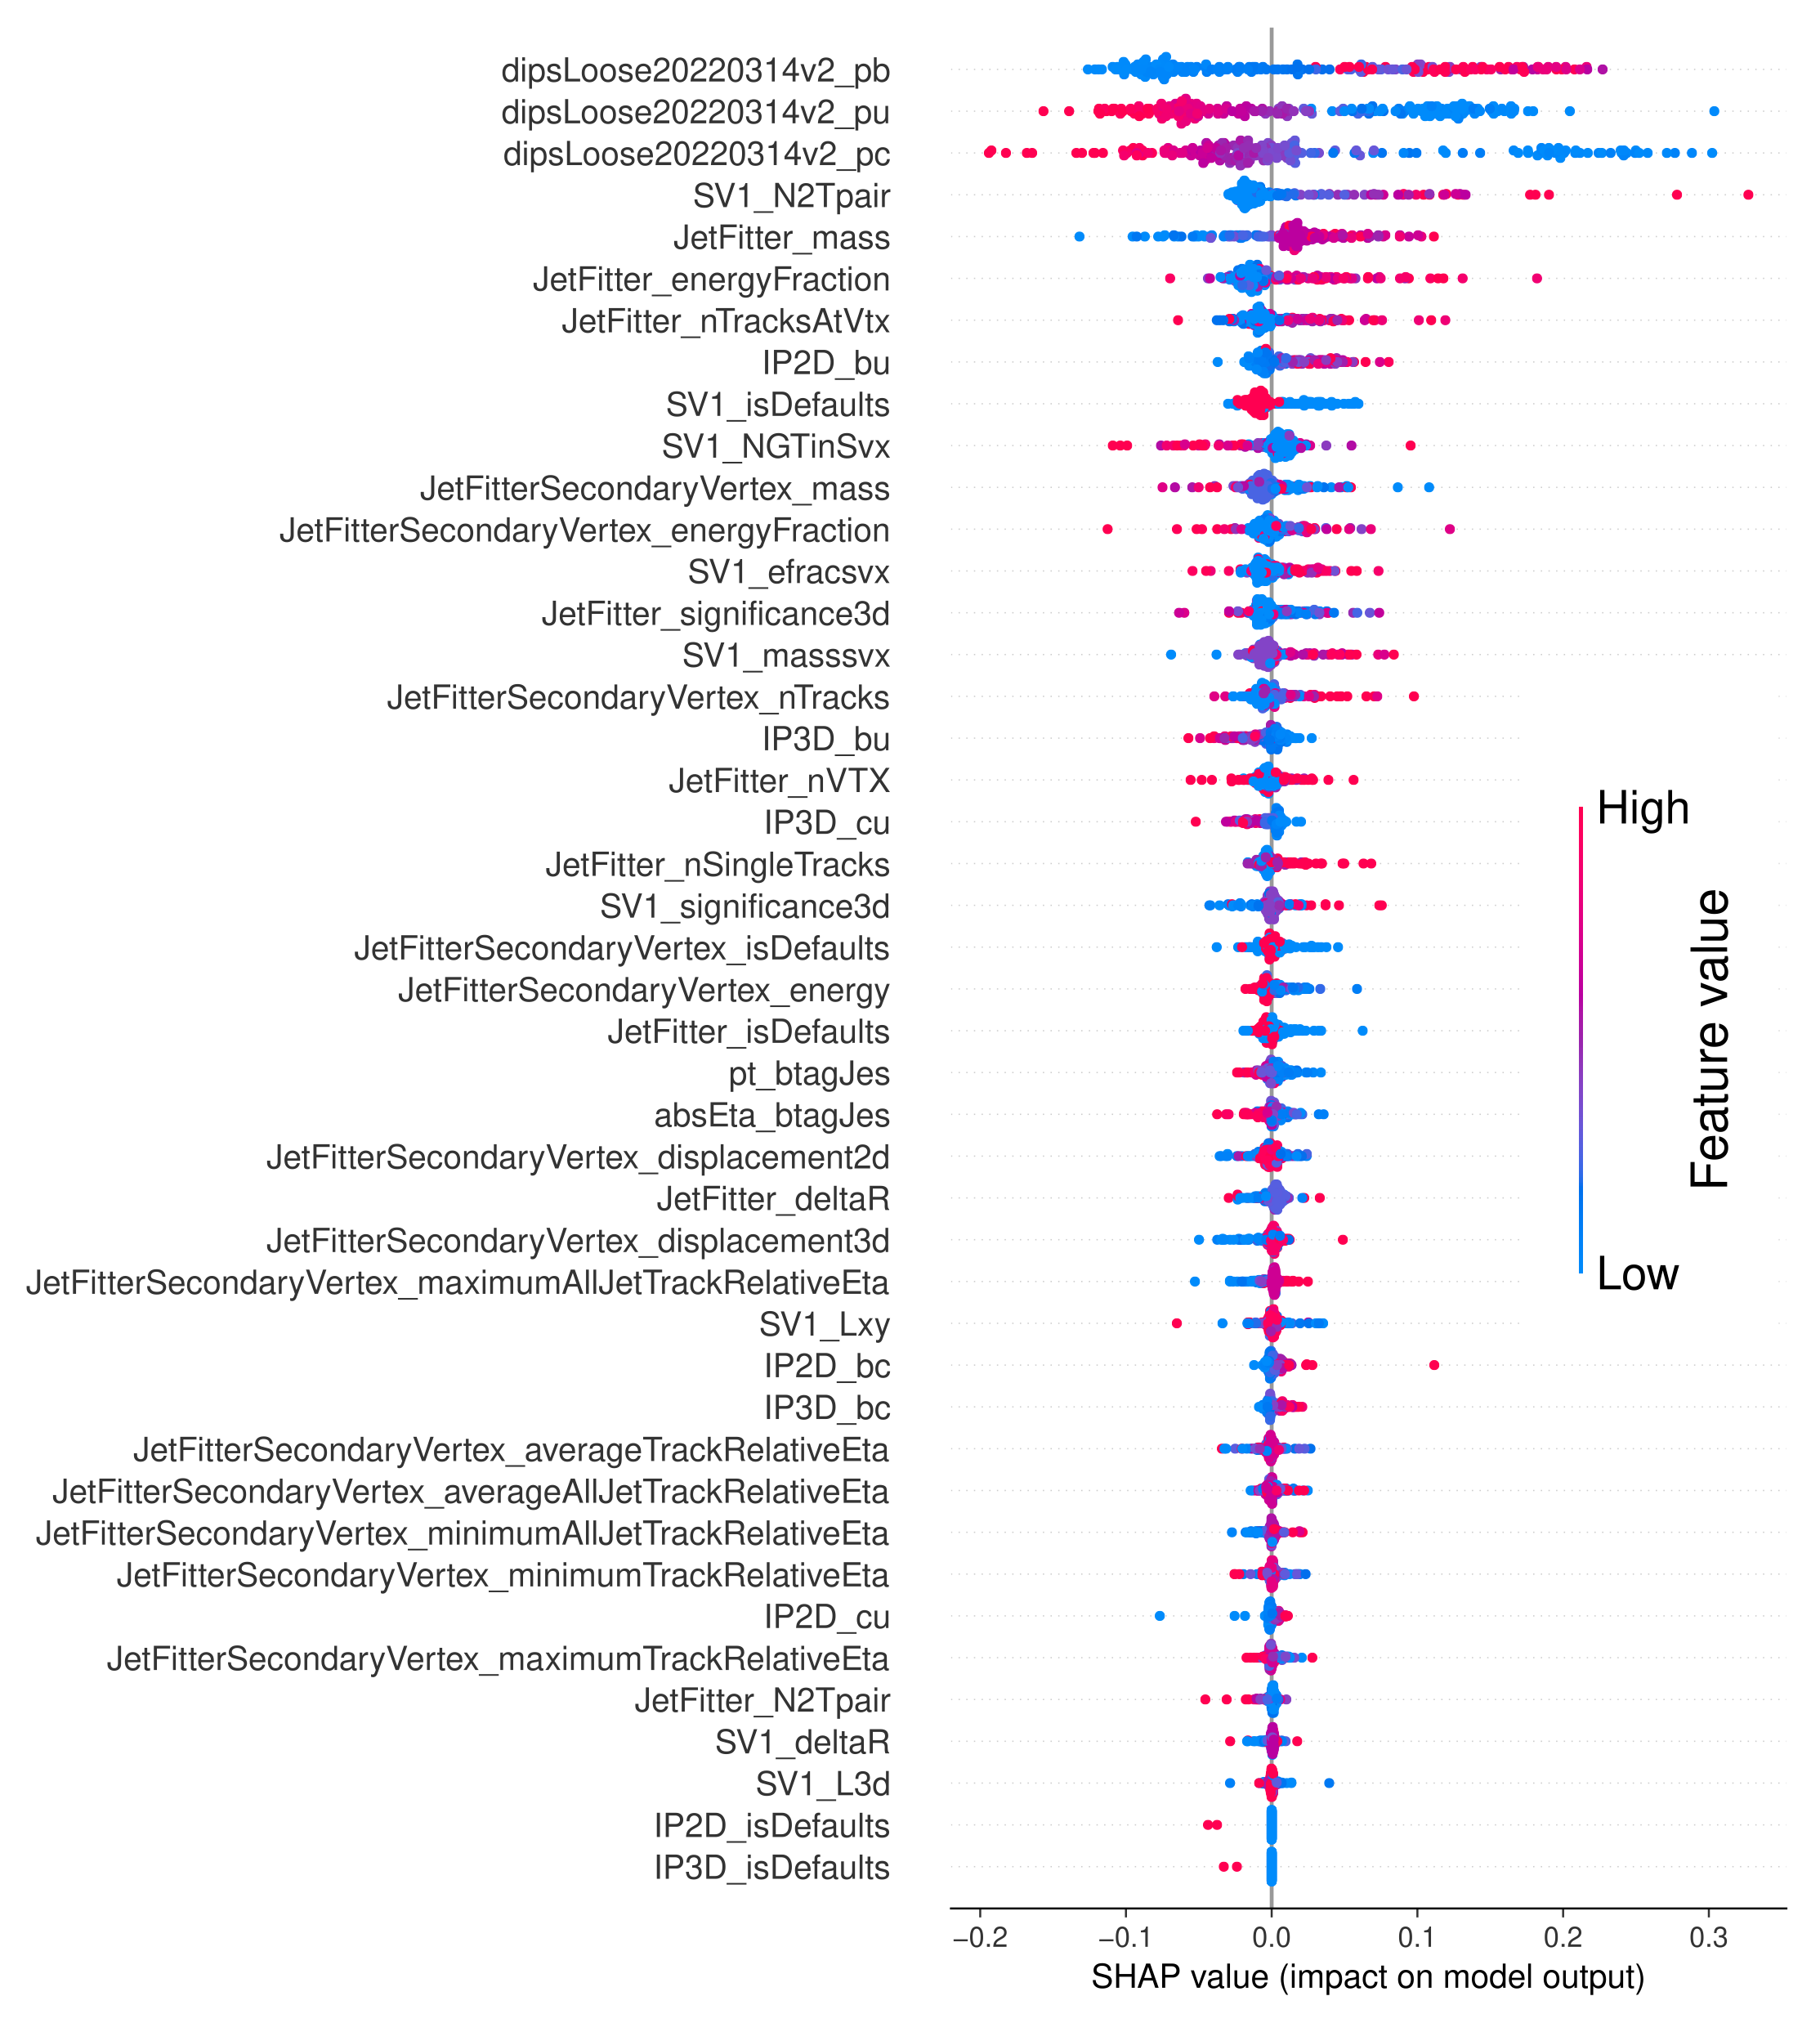 dipsLoose20220314v2_pb
dipsLoose20220314v2_pu
dipsLoose20220314v2_pc
SV1_N2Tpair
JetFitter_mass
JetFitter_energyFraction
JetFitter_nTracksAtVtx
IP2D_bu
SV1_isDefaults
SV1_NGTinSvx
JetFitterSecondaryVertex_mass
JetFitterSecondaryVertex_energyFraction
SV1_efracsvx
JetFitter_significance3d
SV1_masssvx
JetFitterSecondaryVertex_nTracks
IP3D_bu
JetFitter_nVTX
IP3D_cu
JetFitter_nSingleTracks
SV1_significance3d
JetFitterSecondaryVertex_isDefaults
JetFitterSecondaryVertex_energy
JetFitter_isDefaults
pt_btagJes
absEta_btagJes
JetFitterSecondaryVertex_displacement2d
JetFitter_deltaR
JetFitterSecondaryVertex_displacement3d
JetFitterSecondaryVertex_maximumAllJetTrackRelativeEta
SV1_Lxy
IP2D_bc
IP3D_bc
JetFitterSecondaryVertex_averageTrackRelativeEta
JetFitterSecondaryVertex_averageAllJetTrackRelativeEta
JetFitterSecondaryVertex_minimumAllJetTrackRelativeEta
JetFitterSecondaryVertex_minimumTrackRelativeEta
IP2D_cu
JetFitterSecondaryVertex_maximumTrackRelativeEta
JetFitter_N2Tpair
SV1_deltaR
SV1_L3d
IP2D_isDefaults
IP3D_isDefaults
−0.2 −0.1 0.0 0.1 0.2 0.3
SHAP value (impact on model output)
High
Feature value
Low